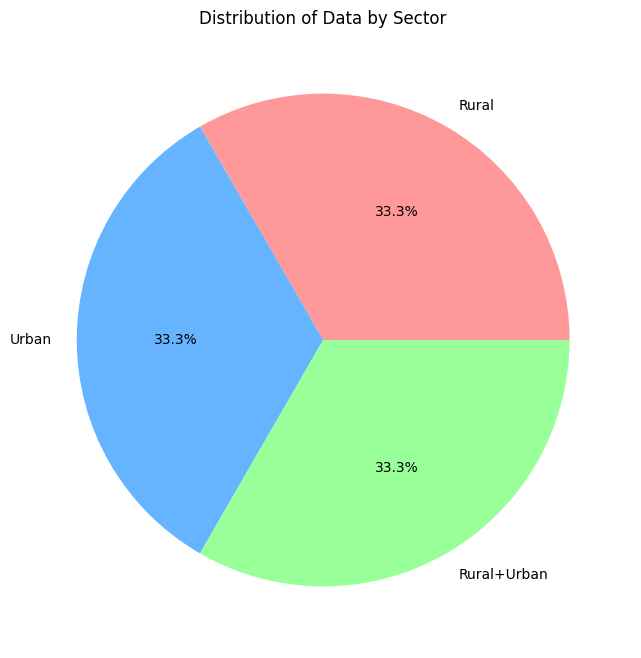 Distribution of Data by Sector
Rural
33.3%
Urban
33.3%
33.3%
Rural+Urban